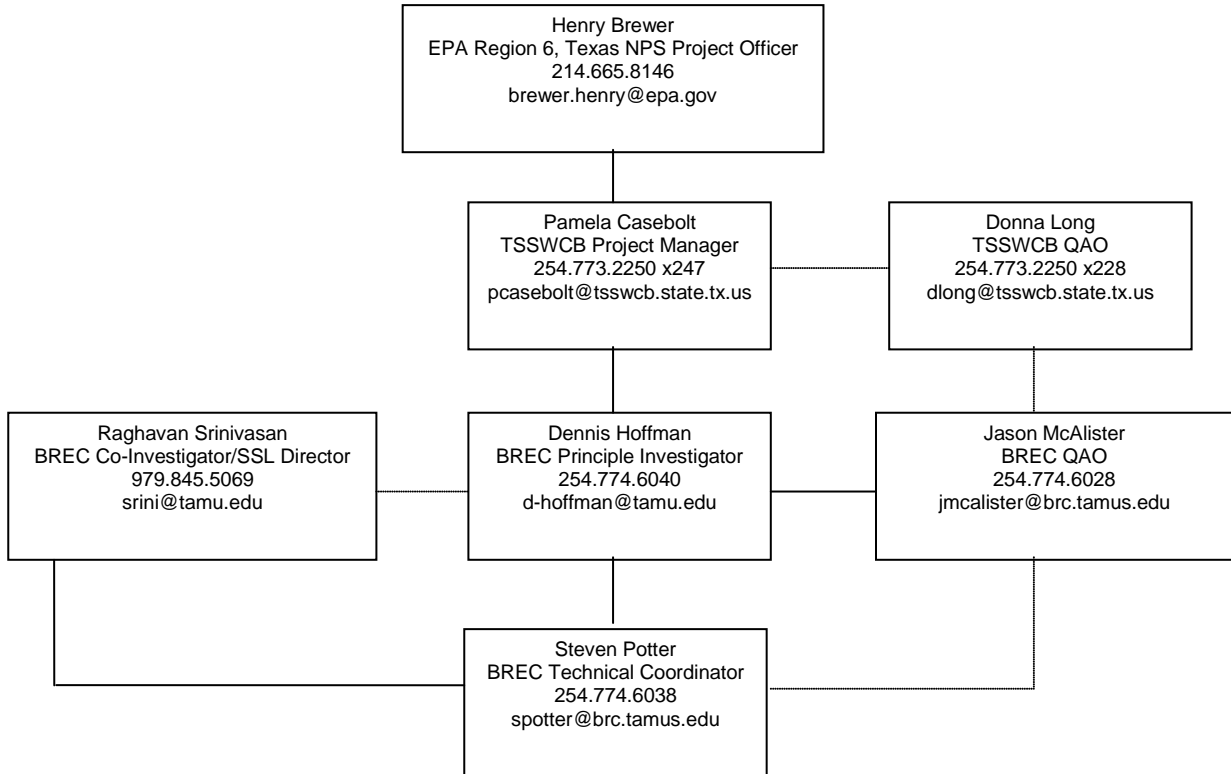 Henry Brewer
EPA Region 6, Texas NPS Project Officer
214.665.8146
brewer.henry@epa.gov
Pamela Casebolt
TSSWCB Project Manager
254.773.2250 x247
pcasebolt@tsswcb.state.tx.us
Donna Long
TSSWCB QAO
254.773.2250 x228
dlong@tsswcb.state.tx.us
Raghavan Srinivasan
BREC Co-Investigator/SSL Director
979.845.5069
srini@tamu.edu
Dennis Hoffman
BREC Principle Investigator
254.774.6040
d-hoffman@tamu.edu
Jason McAlister
BREC QAO
254.774.6028
jmcalister@brc.tamus.edu
Steven Potter
BREC Technical Coordinator
254.774.6038
spotter@brc.tamus.edu